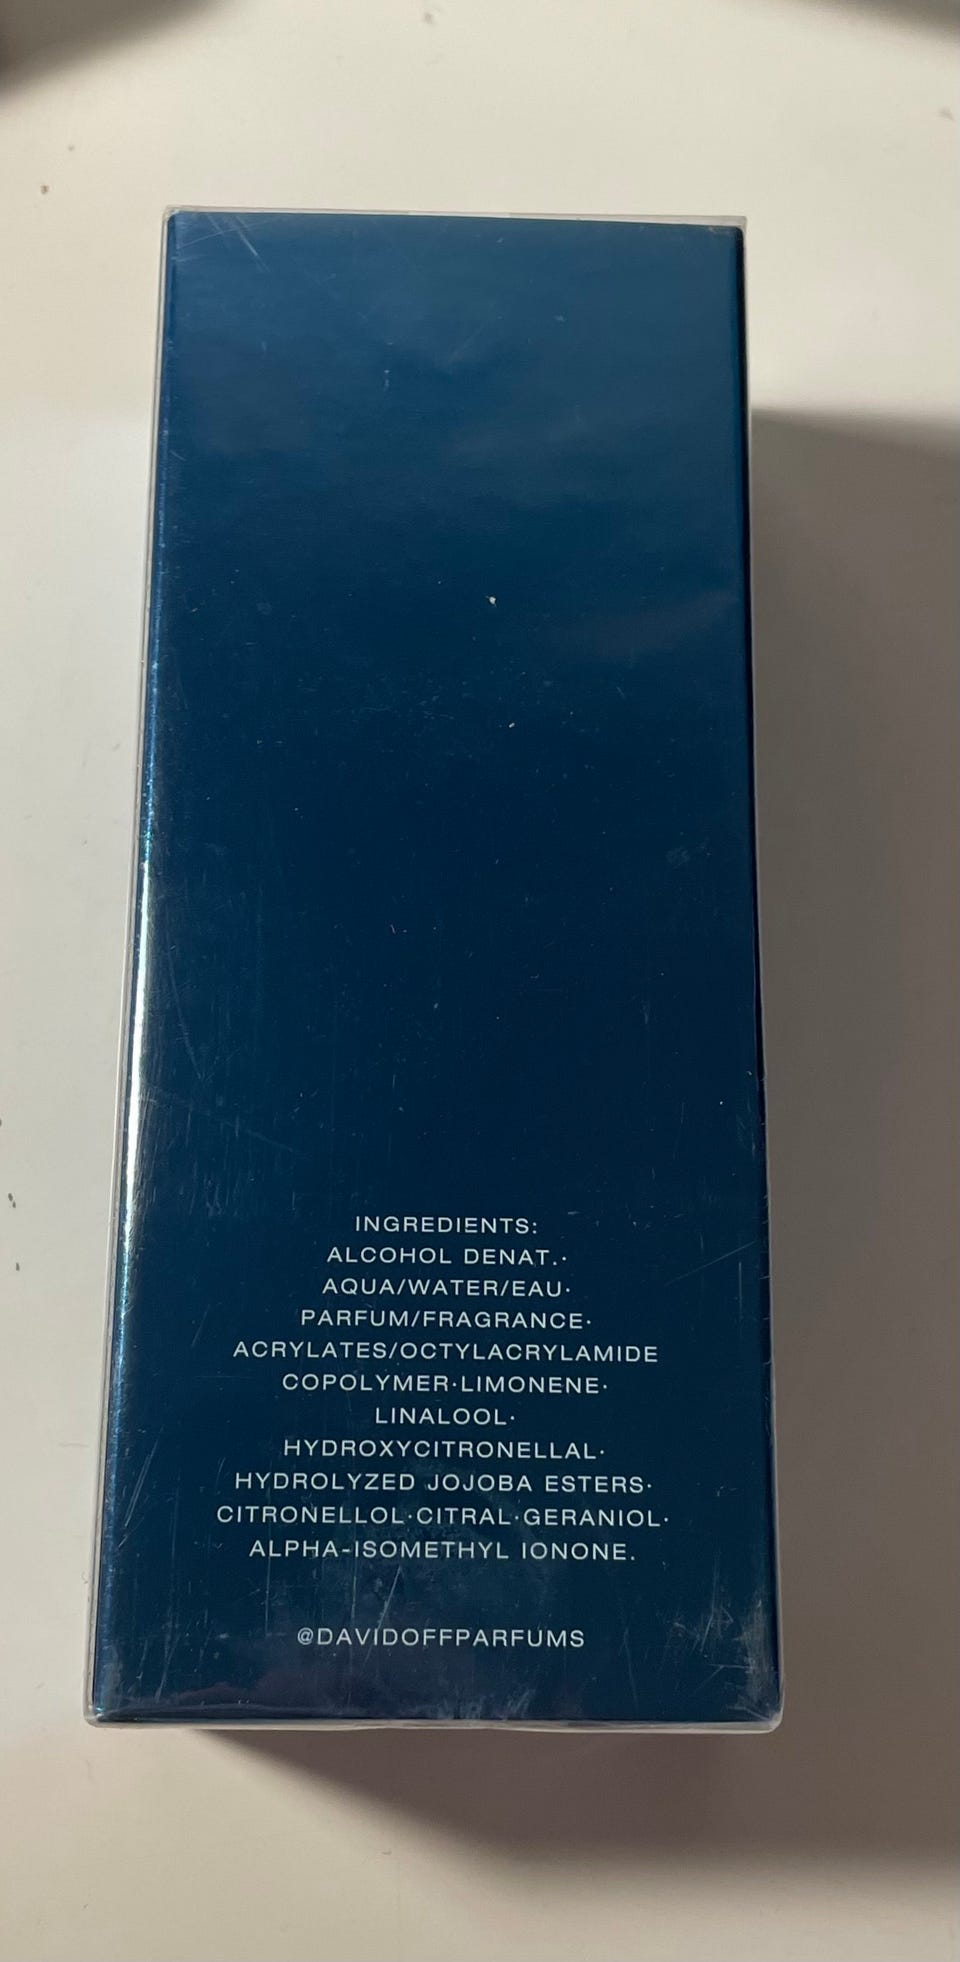 INGREDIENTS:
ALCOHOL DENAT.·
AQUA/WATER/EAU·
PARFUM/FRAGRANCE·
ACRYLATES/OCTYLACRYLAMIDE
COPOLYMER·LIMONENE·
LINALOOL·
HYDROXYCITRONELLAL·
HYDROLYZED JOJOBA ESTERS·
CITRONELLOL·CITRAL·GERANIOL·
ALPHA-ISOMETHYL IONONE.
@DAVIDOFFPARFUMS